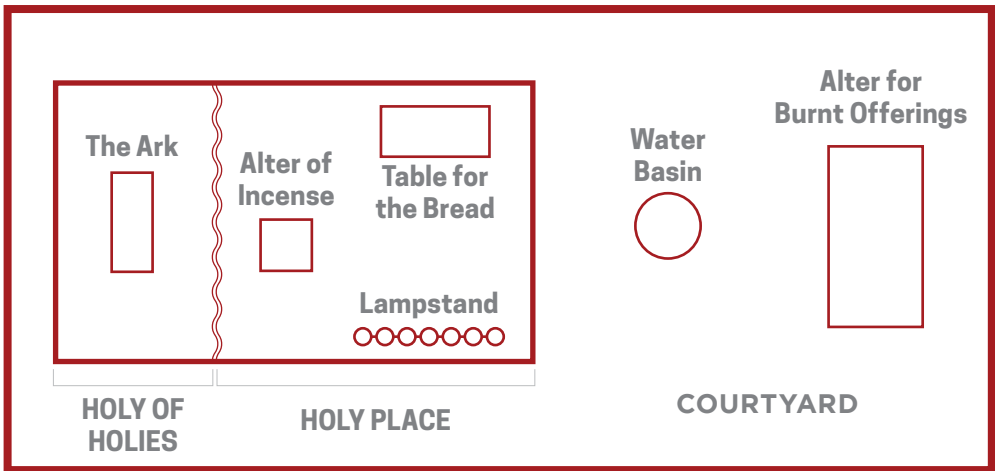 The Ark
Alter of
Incense
Table for
the Bread
Lampstand
Water
Basin
Alter for
Burnt Offerings
HOLY OF
HOLIES
HOLY PLACE
COURTYARD